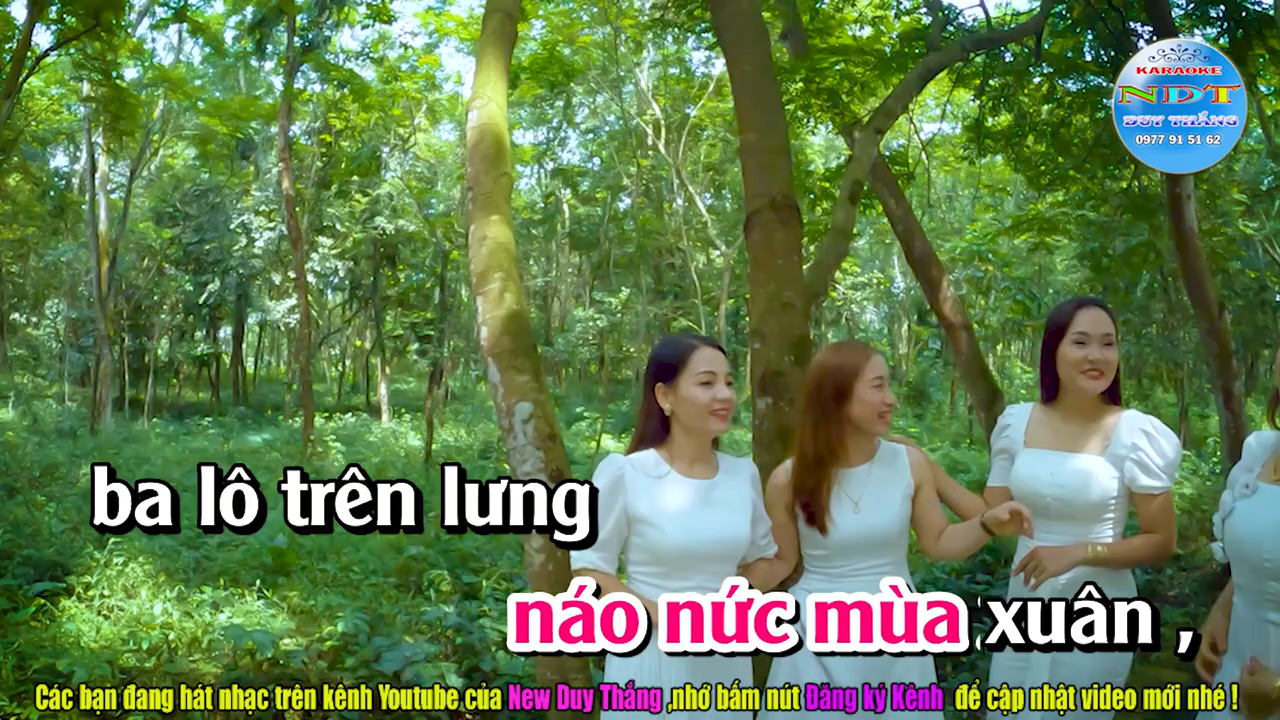 KARAOKE
NDT
DUY THẮNG
0977 91 51 62
ba lô trên lưng
náo nức mùa xuân ,
Các bạn đang hát nhạc trên kênh Youtube của New Duy Thắng ,nhớ bấm nút Đăng ký Kênh để cập nhật video mới nhé !